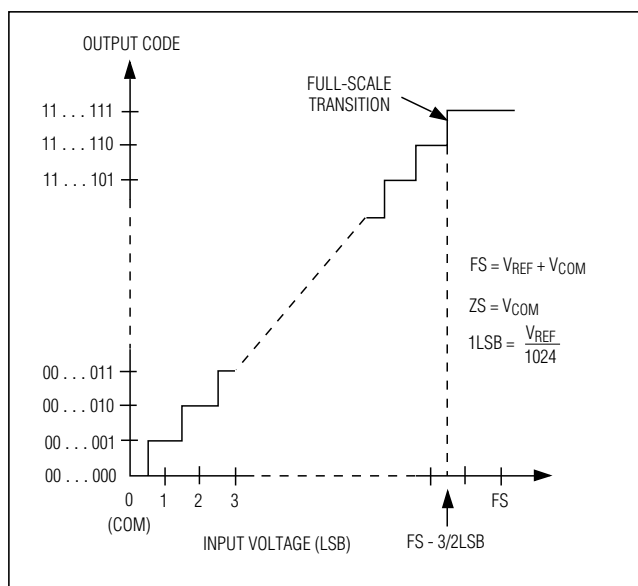 OUTPUT CODE
FULL-SCALE
TRANSITION
11 . . . 111
11 . . . 110
11 . . . 101
FS = VREF + VCOM
ZS = VCOM
1LSB = VREF
1024
00 . . . 011
00 . . . 010
00 . . . 001
00 . . . 000
0 1 2 3 FS
(COM)
INPUT VOLTAGE (LSB)
FS - 3/2LSB